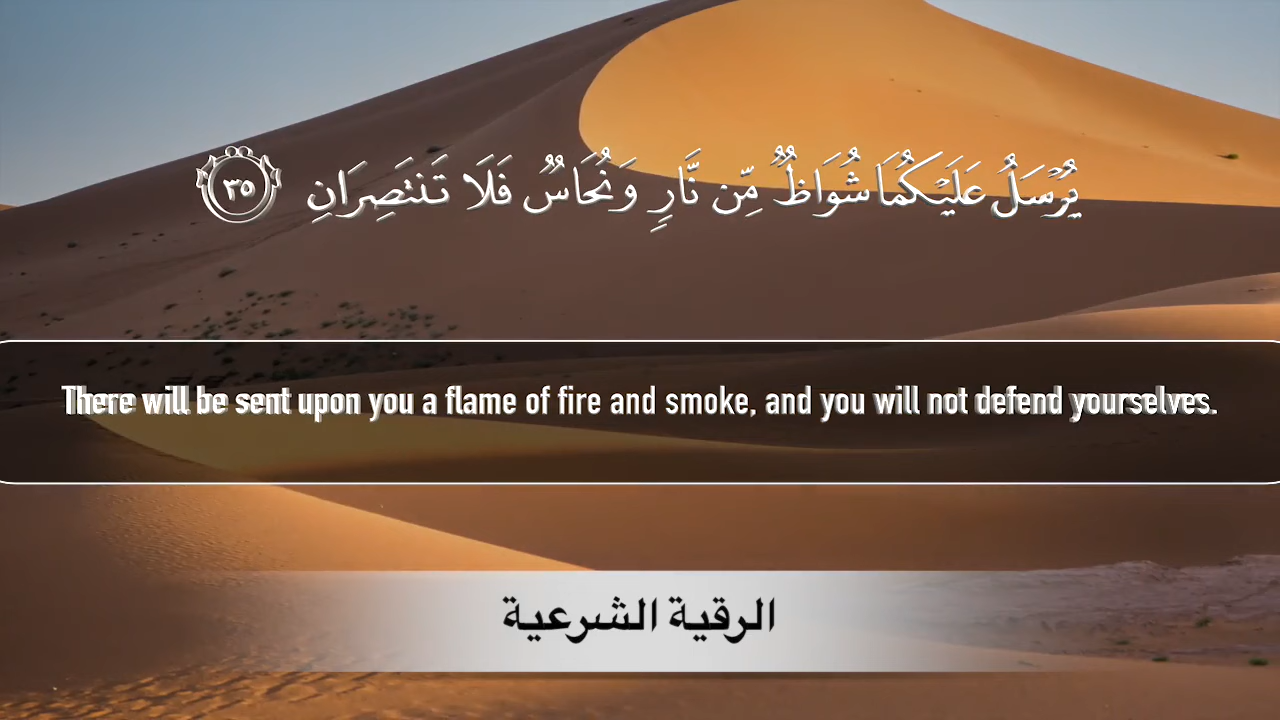 يُرْسَلُ عَلَيْكُمَا شُوَاظٌ مِّن نَّارٍ وَنُحَاسٌ فَلَا تَنتَصِرَانِ ٣٥
There will be sent upon you a flame of fire and smoke, and you will not defend yourselves.
الرقية الشرعية